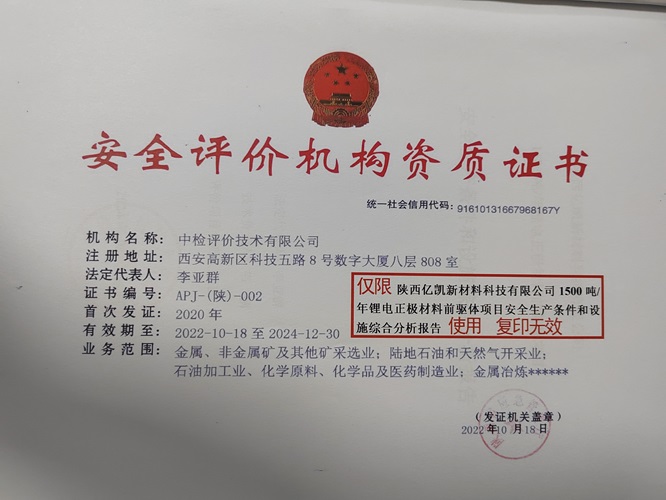 安全评价机构资质证书
统一社会信用代码：91610131667968167Y
机构名称：中检评价技术有限公司
注册地址：西安高新区科技五路8号数字大厦八层808室
法定代表人：李亚群
证书编号：APJ-(陕)-002
首次发证：2020年
有效期至：2022-10-18至2024-12-30
业务范围：金属、非金属矿及其他矿采选业；陆地石油和天然气开采业；
石油加工业、化学原料、化学品及医药制造业；金属冶炼******
仅限 陕西亿凯新材料科技有限公司1500吨/
年锂电正极材料前驱体项目安全生产条件和设
施综合分析报告 使用 复印无效
（发证机关盖章）
2022年10月18日